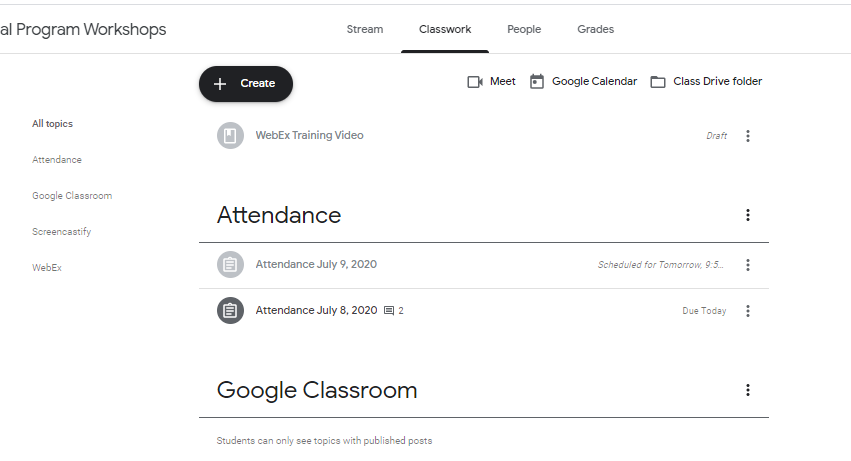 al Program Workshops
Stream Classwork People Grades
Create
Meet Google Calendar Class Drive folder
All topics
Attendance
Google Classroom
Screencastify
WebEx
WebEx Training Video Draft
Attendance
Attendance July 9, 2020 Scheduled for Tomorrow, 9:5...
Attendance July 8, 2020 2 Due Today
Google Classroom
Students can only see topics with published posts